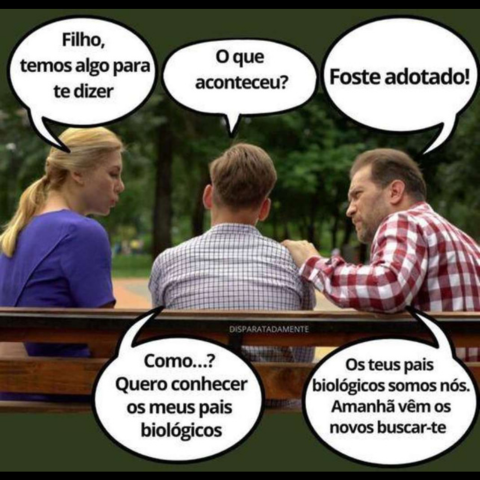 Filho,
temos algo para
te dizer
O que
aconteceu?
Foste adotado!
DISPARATADAMENTE
Como...?
Quero conhecer
os meus pais
biológicos
Os teus pais
biológicos somos nós.
Amanhã vêm os
novos buscar-te